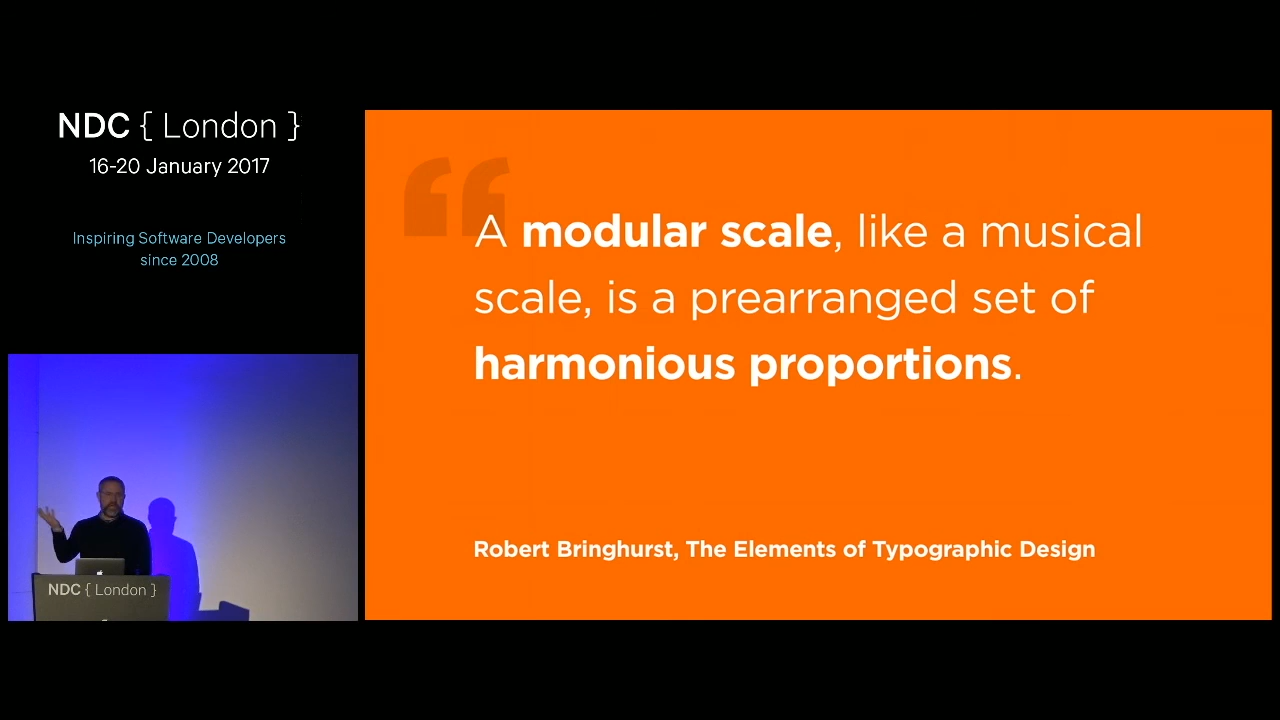 NDC { London }
16-20 January 2017
Inspiring Software Developers
since 2008
“
A modular scale, like a musical
scale, is a prearranged set of
harmonious proportions.
Robert Bringhurst, The Elements of Typographic Design
NDC { London }